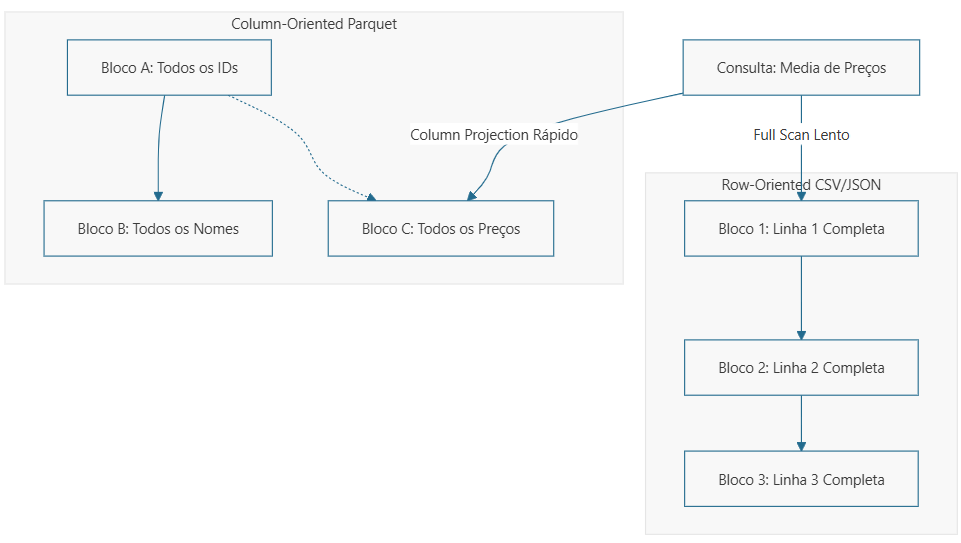 Column-Oriented Parquet
Bloco A: Todos os IDs
Consulta: Media de Preços
Column Projection Rápido
Full Scan Lento
Row-Oriented CSV/JSON
Bloco B: Todos os Nomes
Bloco C: Todos os Preços
Bloco 1: Linha 1 Completa
Bloco 2: Linha 2 Completa
Bloco 3: Linha 3 Completa